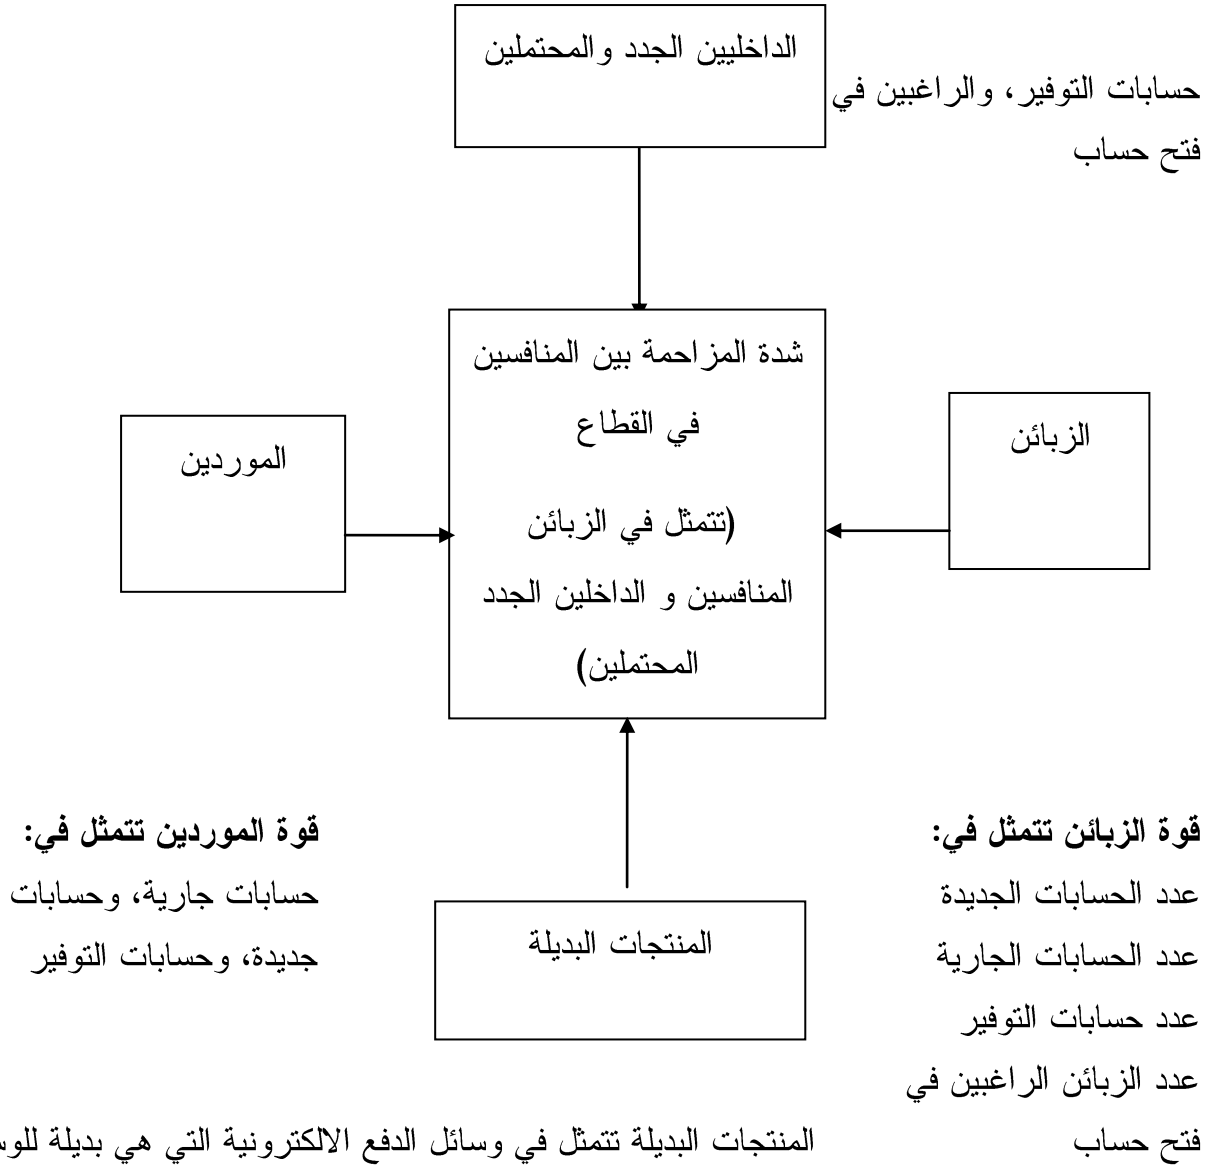 الداخليين الجدد والمحتملين
حسابات التوفير، والراغبين في
فتح حساب
شدة المزاحمة بين المنافسين
في القطاع
(تتمثل في الزبائن
المنافسين و الداخلين الجدد
المحتملين)
الزبائن
الموردين
قوة الزبائن تتمثل في:
عدد الحسابات الجديدة
عدد الحسابات الجارية
عدد حسابات التوفير
عدد الزبائن الراغبين في
فتح حساب
قوة الموردين تتمثل في:
حسابات جارية، وحسابات
جديدة، وحسابات التوفير
المنتجات البديلة
المنتجات البديلة تتمثل في وسائل الدفع الالكترونية التي هي بديلة